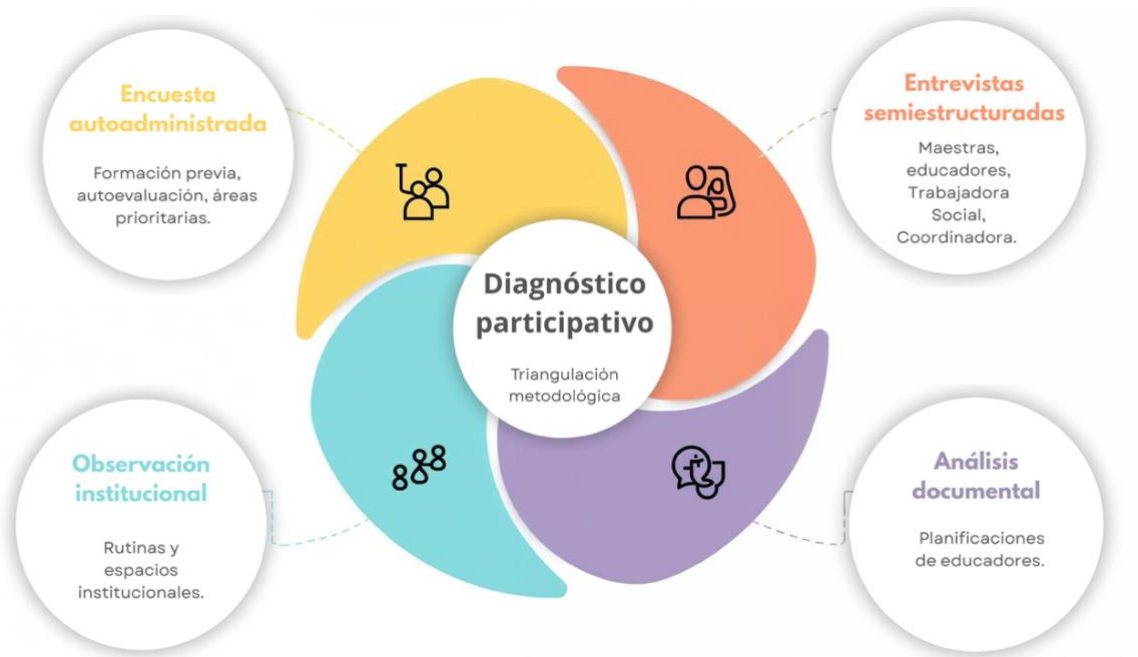 Encuesta
autoadministrada
Formación previa,
autoevaluación, áreas
prioritarias.
Entrevistas
semiestructuradas
Maestras,
educadores,
Trabajadora
Social,
Coordinadora.
Diagnóstico
participativo
Triangulación
metodológica
Observación
institucional
Rutinas y
espacios
institucionales.
Análisis
documental
Planificaciones
de educadores.